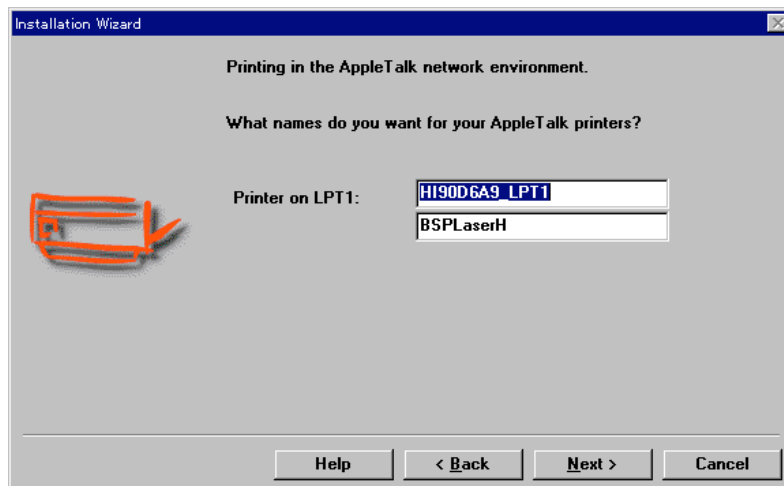 Installation Wizard
Printing in the AppleTalk network environment.
What names do you want for your AppleTalk printers?
Printer on LPT1: HI90D6A9_LPT1
BSPLaserH
Help < Back Next > Cancel